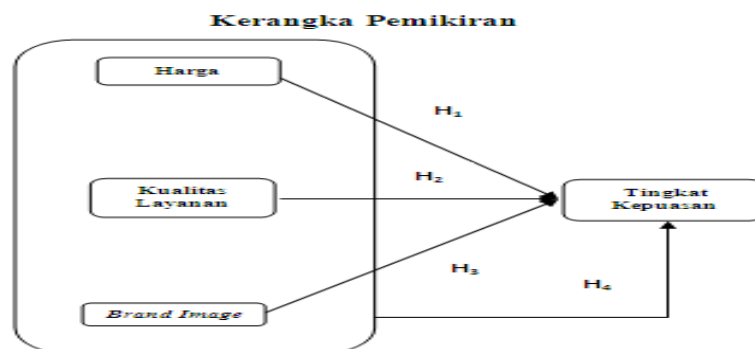 Kerangka Pemikiran
Harga
H₁
Kualitas
Layanan
H₂
Tingkat
Kepuasan
H₃
H₄
Brand Image